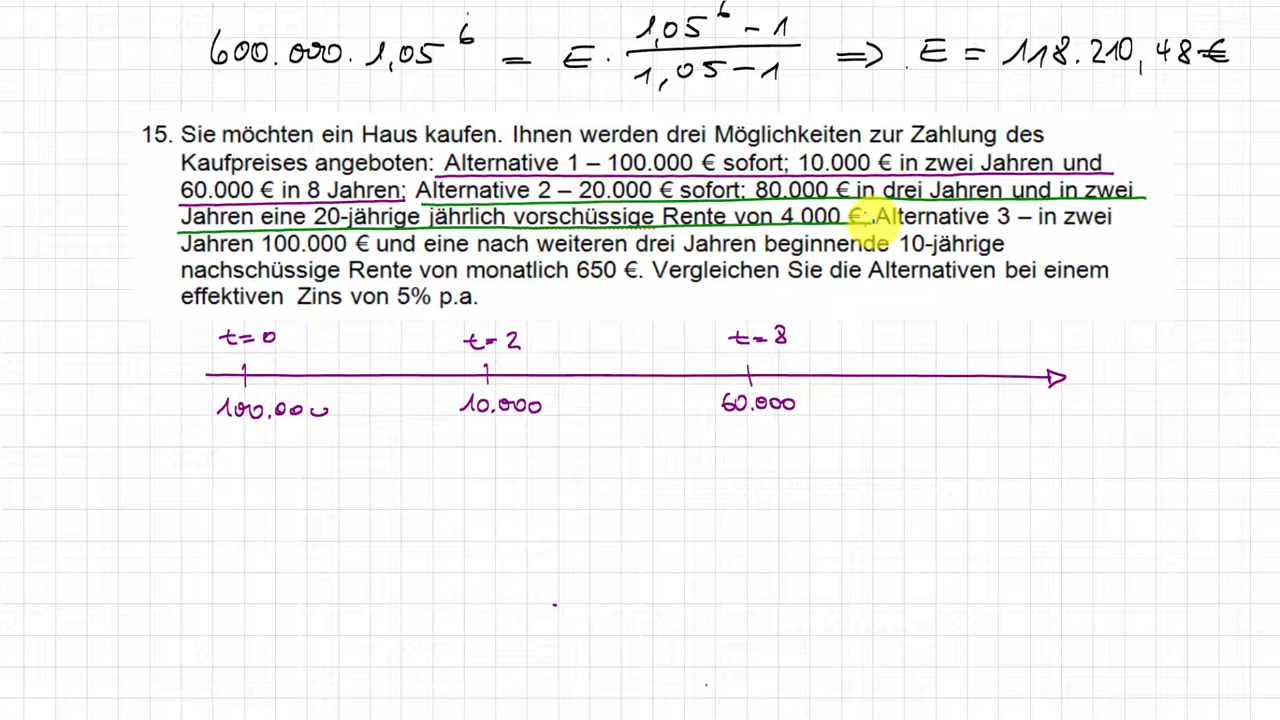 600.000 · 1,05^6 = E · (1,05^6 - 1)/(1,05 - 1) ⟹ E = 118.210,48 €
15. Sie möchten ein Haus kaufen. Ihnen werden drei Möglichkeiten zur Zahlung des
Kaufpreises angeboten: Alternative 1 – 100.000 € sofort; 10.000 € in zwei Jahren und
60.000 € in 8 Jahren; Alternative 2 – 20.000 € sofort; 80.000 € in drei Jahren und in zwei
Jahren eine 20-jährige jährlich vorschüssige Rente von 4.000 €; Alternative 3 – in zwei
Jahren 100.000 € und eine nach weiteren drei Jahren beginnende 10-jährige
nachschüssige Rente von monatlich 650 €. Vergleichen Sie die Alternativen bei einem
effektiven Zins von 5% p.a.
t=0 t=2 t=8
100.000 10.000 60.000